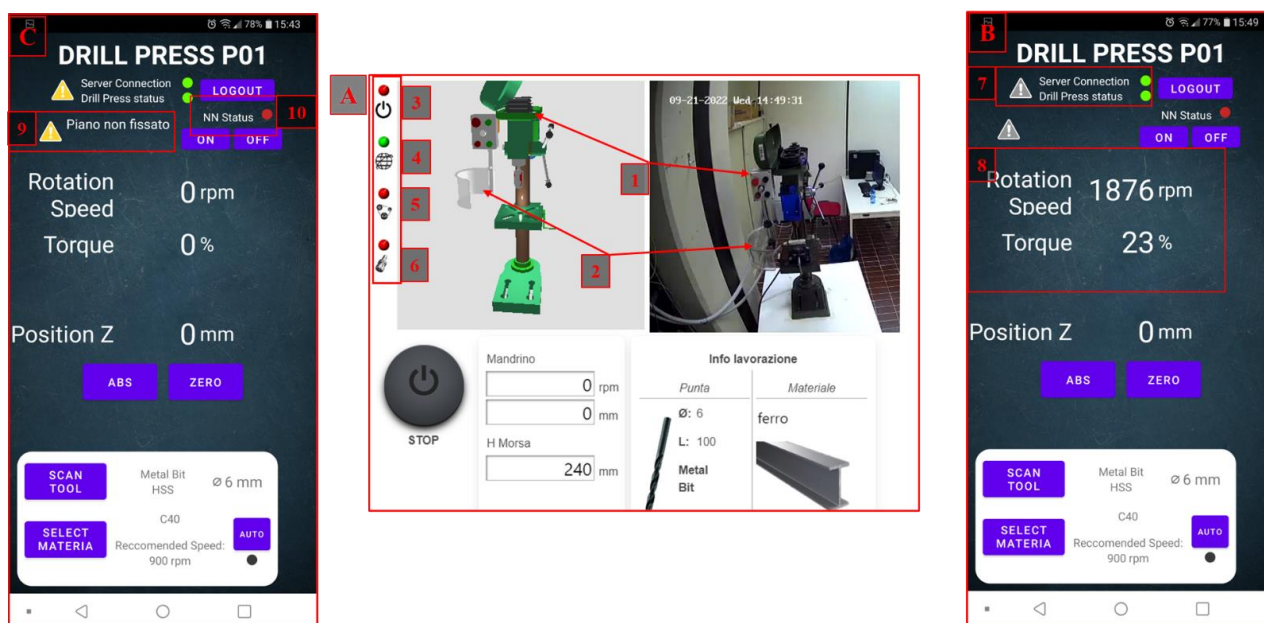 C
78% 15:43
DRILL PRESS P01
Server Connection
Drill Press status
LOGOUT
NN Status
10
9
Piano non fissato
ON
OFF
Rotation Speed
0 rpm
Torque
0 %
Position Z
0 mm
ABS
ZERO
SCAN TOOL
Metal Bit HSS
Ø 6 mm
C40
SELECT MATERIA
Reccomended Speed: 900 rpm
AUTO
A
3
4
5
6
1
2
09-21-2022 Wed 14:49:31
STOP
Mandrino
0 rpm
0 mm
H Morsa
240 mm
Info lavorazione
Punta
Materiale
Ø: 6
L: 100
Metal Bit
ferro
B
77% 15:49
DRILL PRESS P01
7
Server Connection
Drill Press status
LOGOUT
NN Status
ON
OFF
8
Rotation Speed
1876 rpm
Torque
23 %
Position Z
0 mm
ABS
ZERO
SCAN TOOL
Metal Bit HSS
Ø 6 mm
C40
SELECT MATERIA
Reccomended Speed: 900 rpm
AUTO